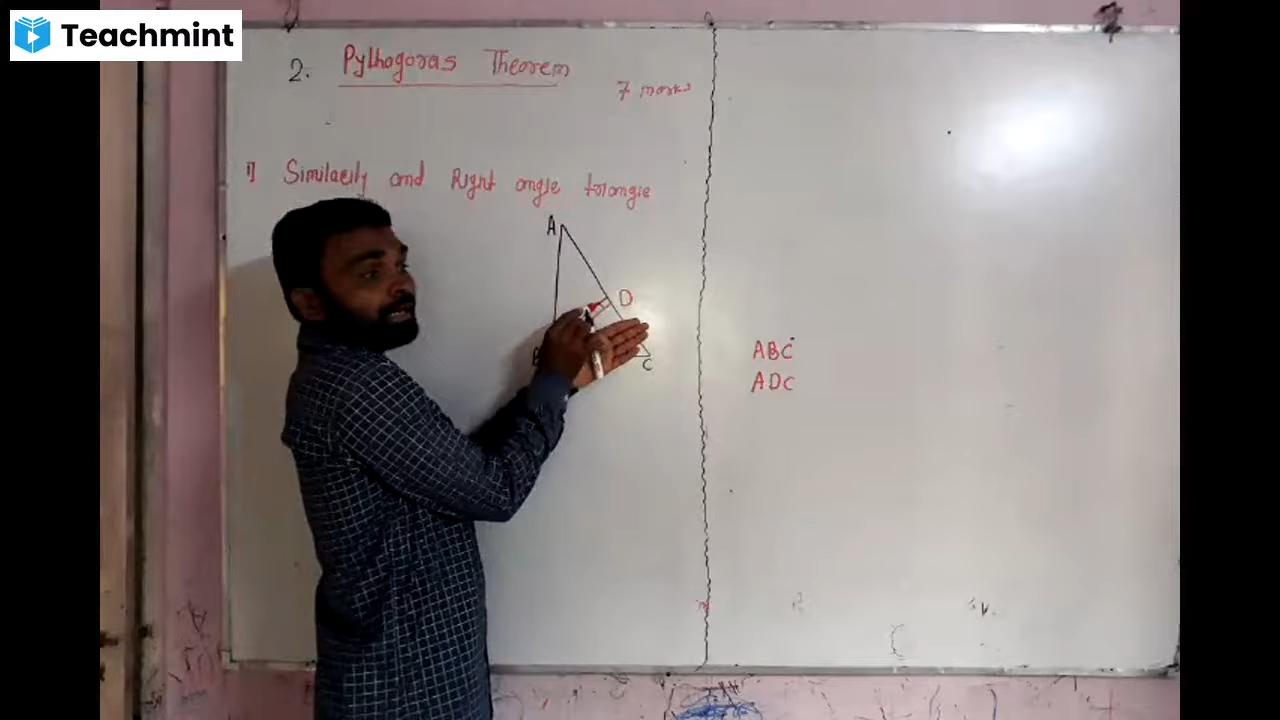 Teachmint
2. Pythogoras Theorem
7 marks
1) Similarity and Right angle triangle
A
D
B
C
ABC
ADC